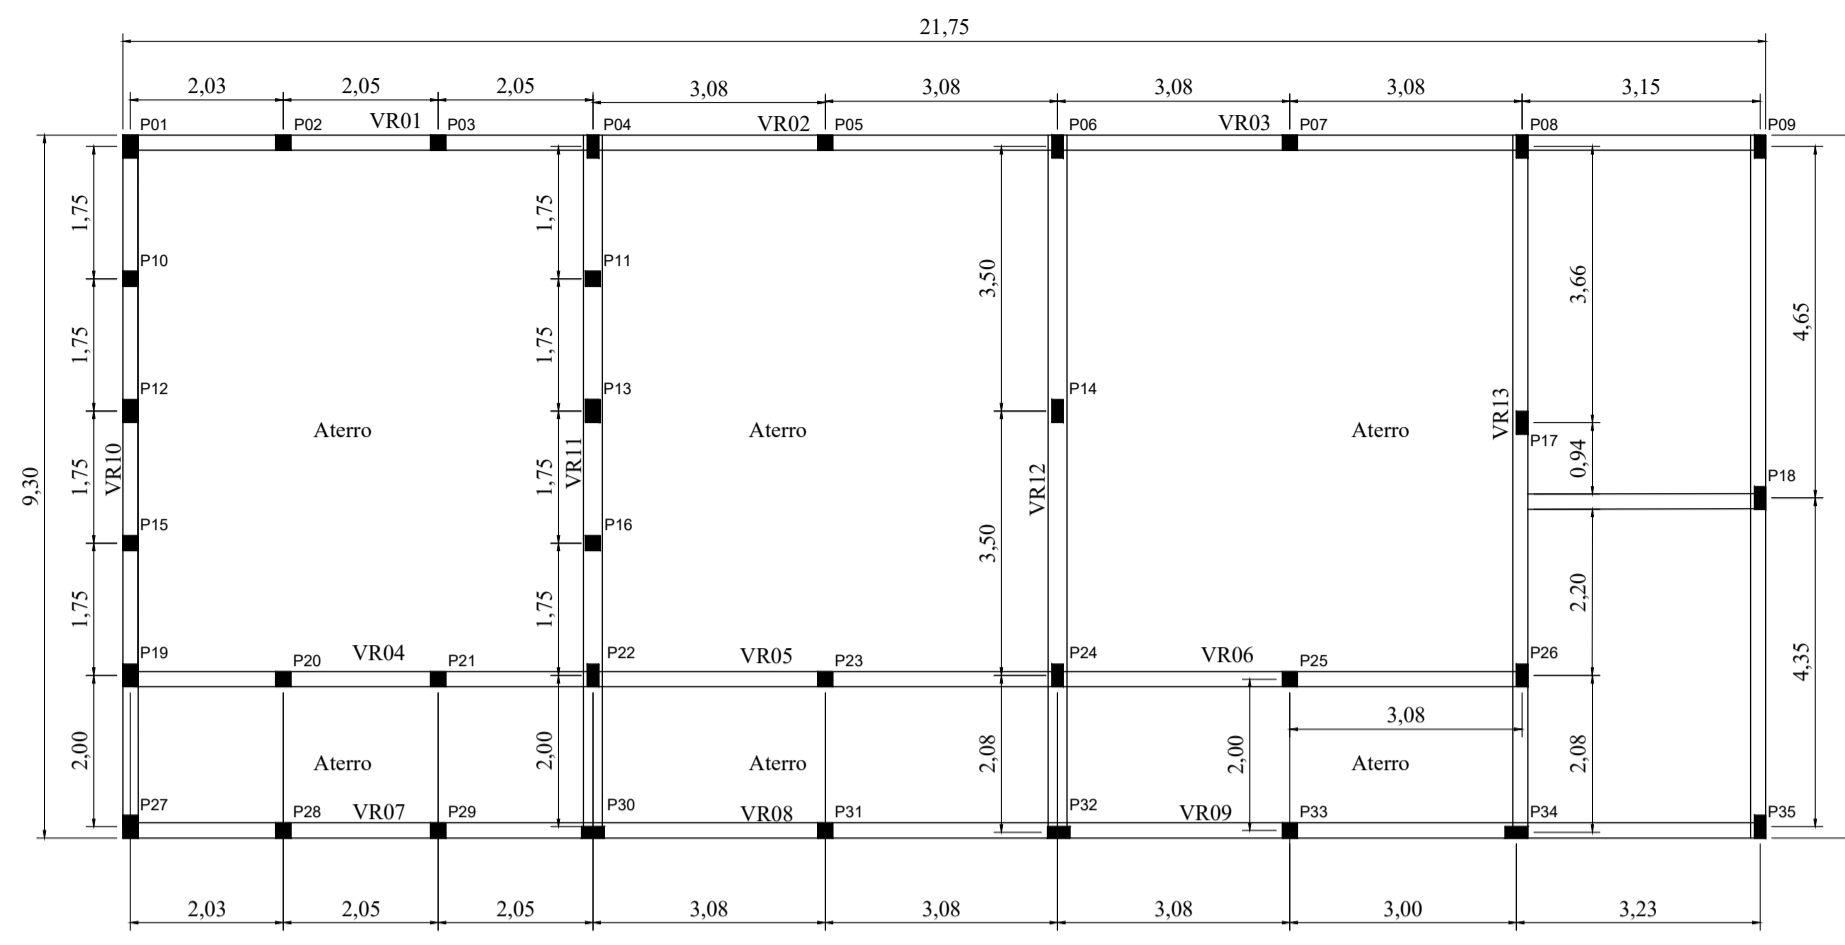 21,75
2,03 2,05 2,05 3,08 3,08 3,08 3,08 3,15
P01 P02 VR01 P03 P04 VR02 P05 P06 VR03 P07 P08 P09
1,75 1,75 3,50 3,66 4,65
P10 P11
1,75 1,75
P12 P13 P14
Aterro Aterro Aterro VR13
P17
0,94
9,30 VR10 1,75 VR11 1,75 VR12 P18
P15 P16 3,50
1,75 1,75 2,20
P19 VR04 P20 P21 P22 VR05 P23 P24 VR06 P25 P26
4,35
3,08
2,00 2,00 2,08 2,00 2,08
Aterro Aterro Aterro
P27 P28 VR07 P29 P30 VR08 P31 P32 VR09 P33 P34 P35
2,03 2,05 2,05 3,08 3,08 3,08 3,00 3,23